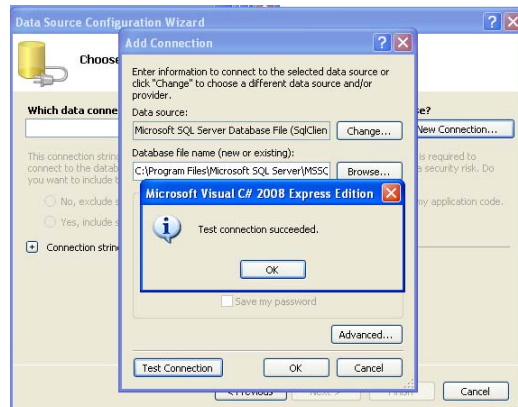 Data Source Configuration Wizard
Add Connection
Choose
Enter information to connect to the selected data source or
click "Change" to choose a different data source and/or
provider.
Which data conne
Data source:
Microsoft SQL Server Database File (SqlClien
Change...
New Connection...
Database file name (new or existing):
This connection string
is required to
connect to the datab
C:\Program Files\Microsoft SQL Server\MSSC
Browse...
a security risk. Do
you want to include t
Microsoft Visual C# 2008 Express Edition
No, exclude s
my application code.
Yes, include s
Test connection succeeded.
Connection strin
OK
Save my password
Advanced...
Test Connection
OK
Cancel
< Previous
Next >
Finish
Cancel